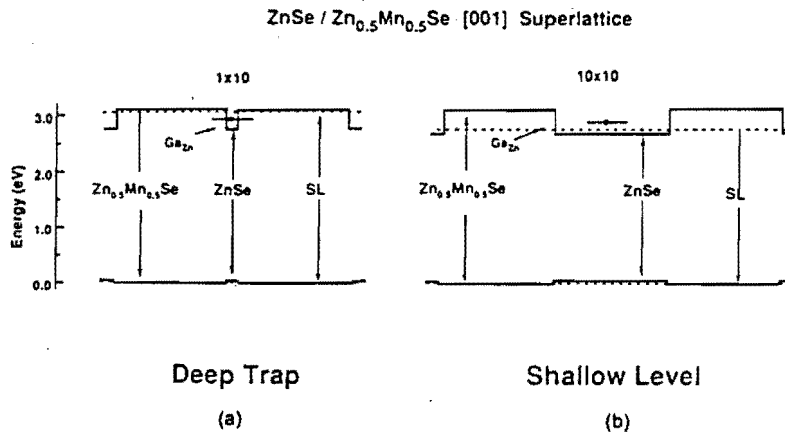 ZnSe / Zn0.5Mn0.5Se [001] Superlattice
1x10
10x10
3.0
2.0
1.0
0.0
Energy (eV)
GaZn
Zn0.5Mn0.5Se
ZnSe
SL
GaZn
Zn0.5Mn0.5Se
ZnSe
SL
Deep Trap
Shallow Level
(a)
(b)